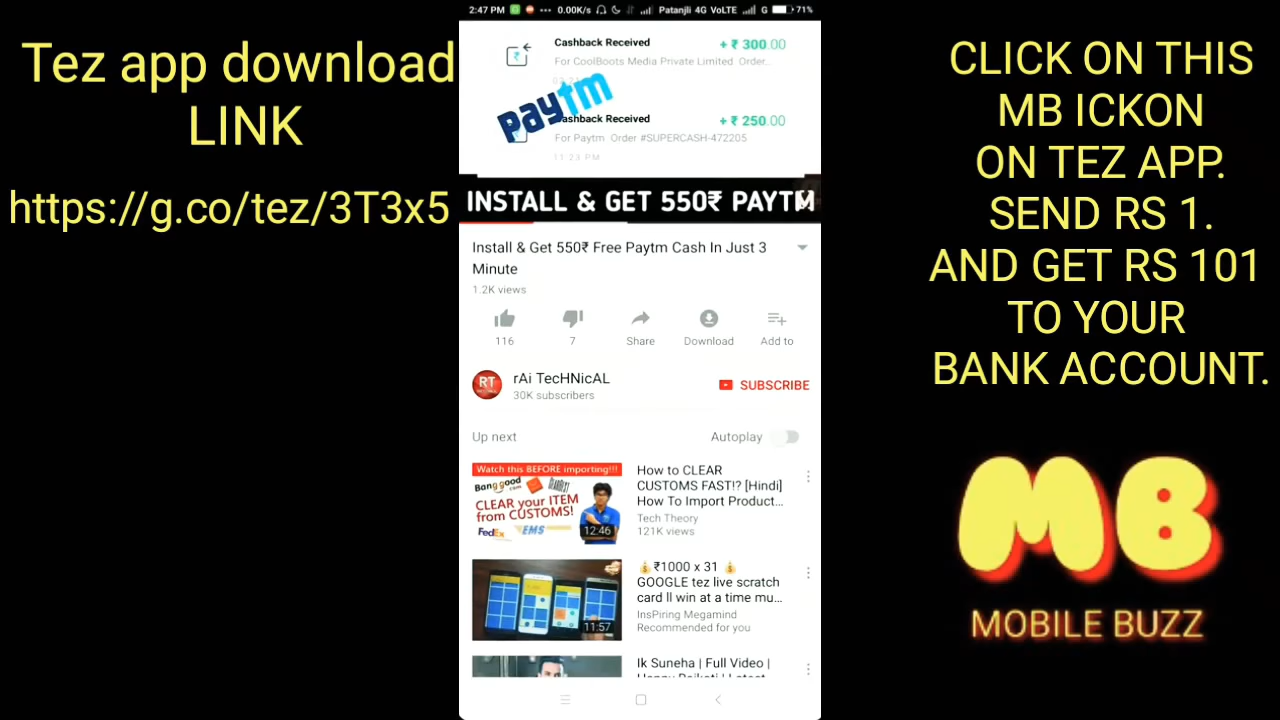 Tez app download
LINK
https://g.co/tez/3T3x5
2:47 PM
0.00K/s
Patanjli 4G VoLTE
G
71%
Cashback Received
+ ₹ 300.00
For CoolBoots Media Private Limited Order...
paytm
Cashback Received
+ ₹ 250.00
For Paytm Order #SUPERCASH-472205
11:23 PM
INSTALL & GET 550₹ PAYTM
Install & Get 550₹ Free Paytm Cash In Just 3
Minute
1.2K views
116
7
Share
Download
Add to
RT
rAi TecHNicAL
30K subscribers
SUBSCRIBE
Up next
Autoplay
Watch this BEFORE importing!!!
Banggood.com
GEARBEST
CLEAR your ITEM
from CUSTOMS!
FedEx
EMS
12:46
How to CLEAR
CUSTOMS FAST!? [Hindi]
How To Import Product...
Tech Theory
121K views
11:57
💰₹1000 x 31 💰
GOOGLE tez live scratch
card ll win at a time mu...
InsPiring Megamind
Recommended for you
Ik Suneha | Full Video |
CLICK ON THIS
MB ICKON
ON TEZ APP.
SEND RS 1.
AND GET RS 101
TO YOUR
BANK ACCOUNT.
MB
MOBILE BUZZ